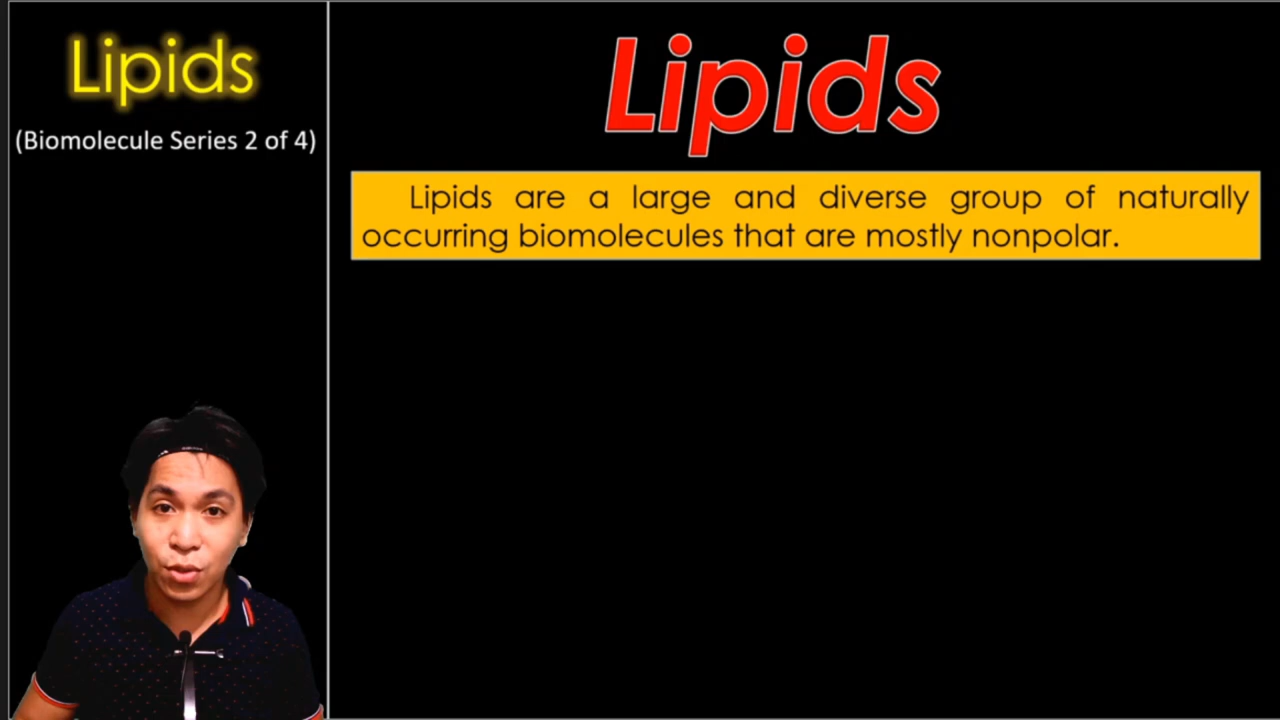 Lipids
(Biomolecule Series 2 of 4)
Lipids
Lipids are a large and diverse group of naturally
occurring biomolecules that are mostly nonpolar.